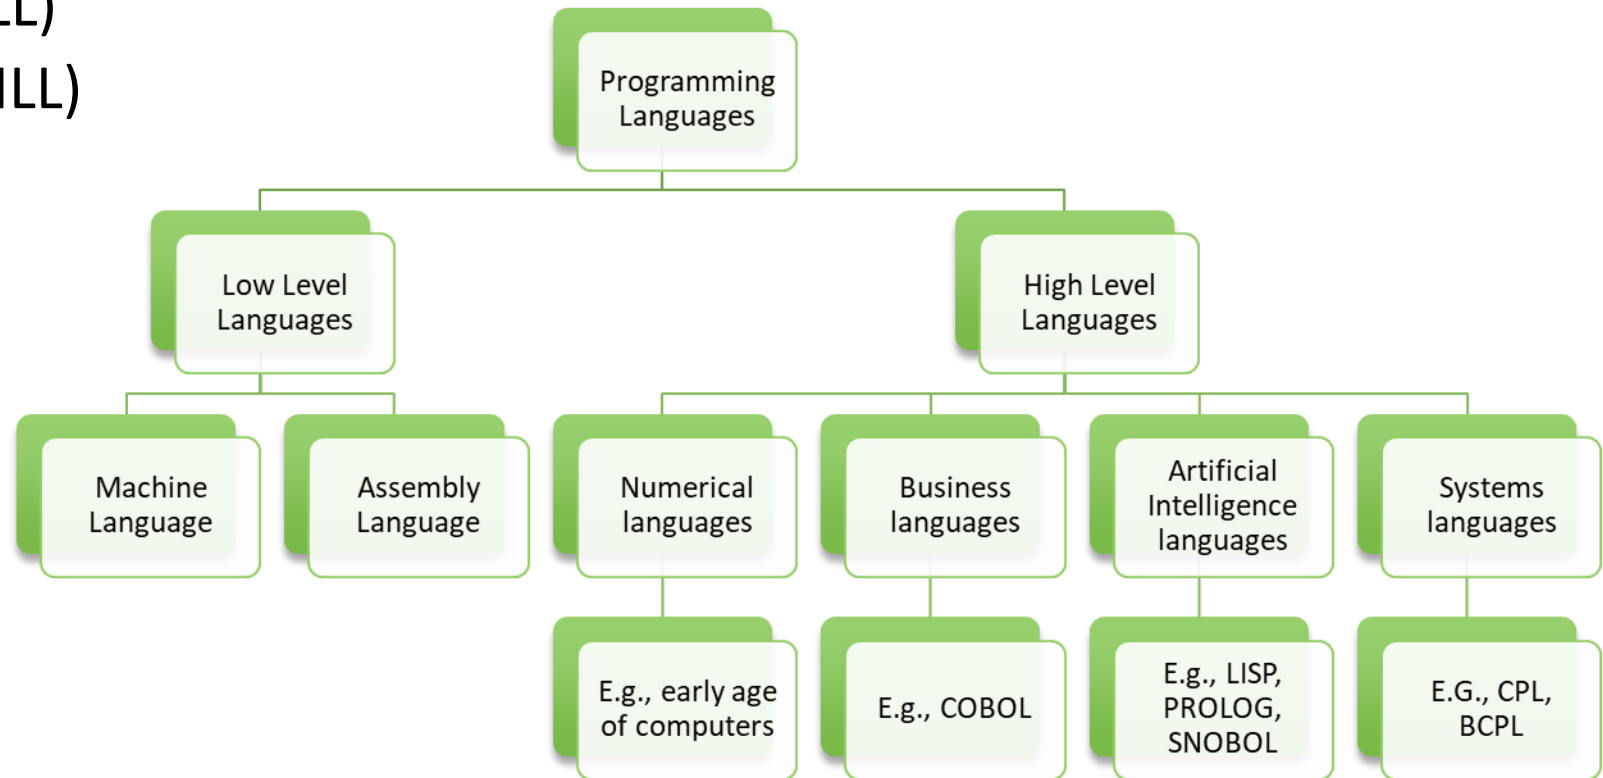 LL)
ILL)
Programming
Languages
Low Level
Languages
High Level
Languages
Machine
Language
Assembly
Language
Numerical
languages
Business
languages
Artificial
Intelligence
languages
Systems
languages
E.g., early age
of computers
E.g., COBOL
E.g., LISP,
PROLOG,
SNOBOL
E.G., CPL,
BCPL